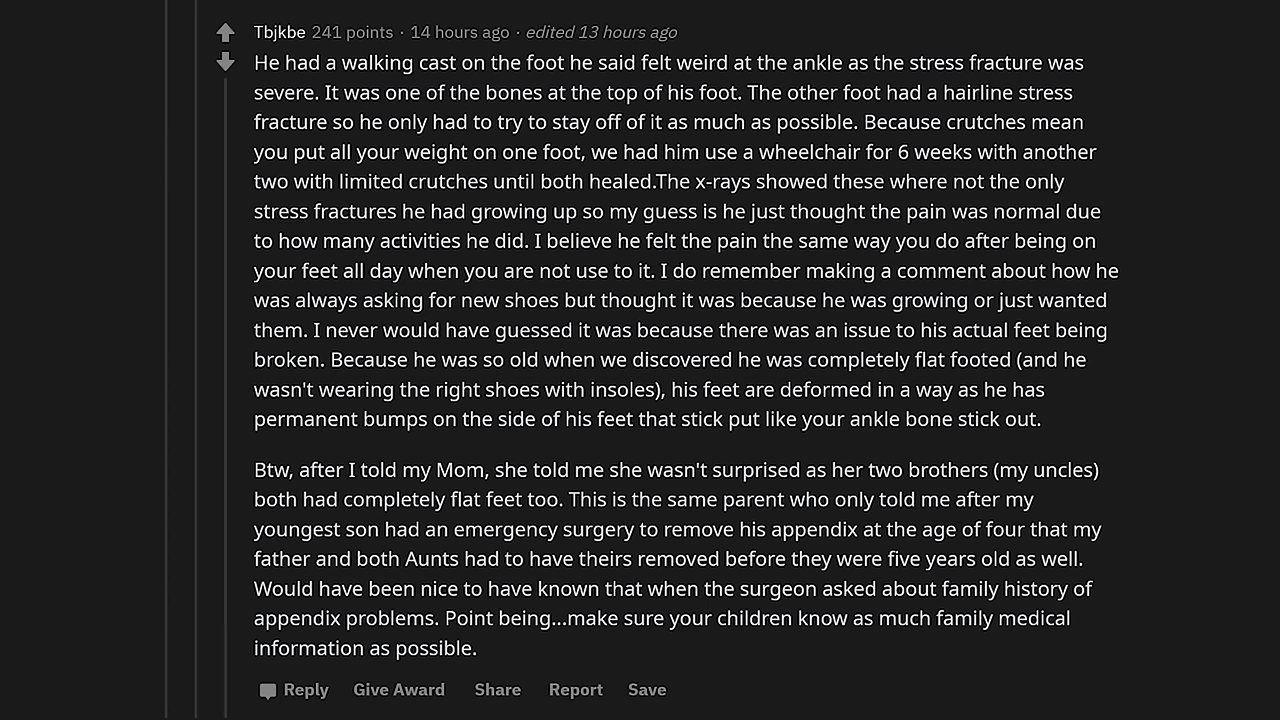 Tbjkbe 241 points · 14 hours ago · edited 13 hours ago
He had a walking cast on the foot he said felt weird at the ankle as the stress fracture was
severe. It was one of the bones at the top of his foot. The other foot had a hairline stress
fracture so he only had to try to stay off of it as much as possible. Because crutches mean
you put all your weight on one foot, we had him use a wheelchair for 6 weeks with another
two with limited crutches until both healed.The x-rays showed these where not the only
stress fractures he had growing up so my guess is he just thought the pain was normal due
to how many activities he did. I believe he felt the pain the same way you do after being on
your feet all day when you are not use to it. I do remember making a comment about how he
was always asking for new shoes but thought it was because he was growing or just wanted
them. I never would have guessed it was because there was an issue to his actual feet being
broken. Because he was so old when we discovered he was completely flat footed (and he
wasn't wearing the right shoes with insoles), his feet are deformed in a way as he has
permanent bumps on the side of his feet that stick put like your ankle bone stick out.
Btw, after I told my Mom, she told me she wasn't surprised as her two brothers (my uncles)
both had completely flat feet too. This is the same parent who only told me after my
youngest son had an emergency surgery to remove his appendix at the age of four that my
father and both Aunts had to have theirs removed before they were five years old as well.
Would have been nice to have known that when the surgeon asked about family history of
appendix problems. Point being...make sure your children know as much family medical
information as possible.
Reply Give Award Share Report Save